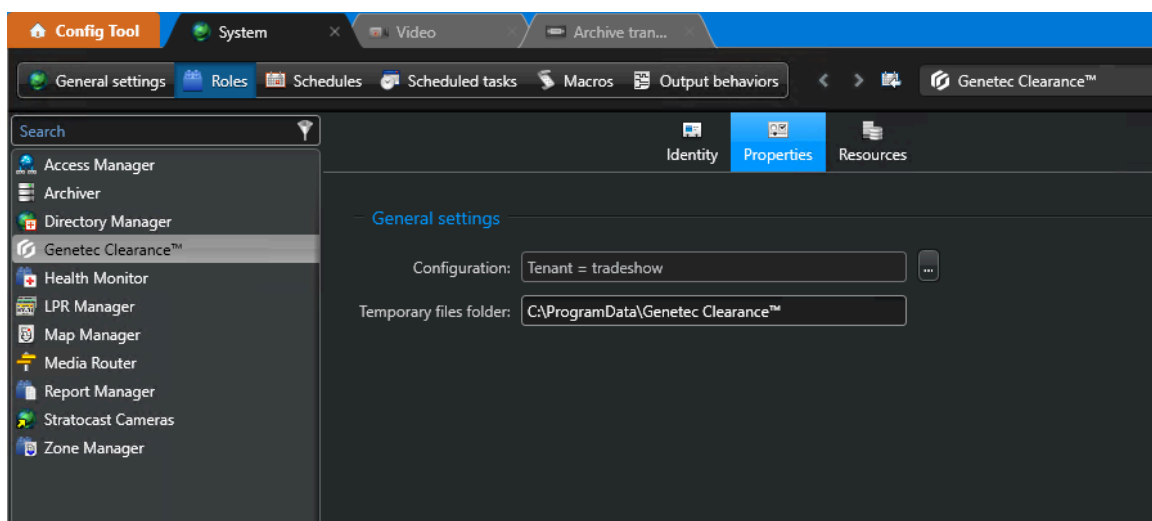 Config Tool
System
Video
Archive tran...
General settings
Roles
Schedules
Scheduled tasks
Macros
Output behaviors
Genetec Clearance™
Search
Access Manager
Archiver
Directory Manager
Genetec Clearance™
Health Monitor
LPR Manager
Map Manager
Media Router
Report Manager
Stratocast Cameras
Zone Manager
Identity
Properties
Resources
General settings
Configuration: Tenant = tradeshow ...
Temporary files folder: C:\ProgramData\Genetec Clearance™